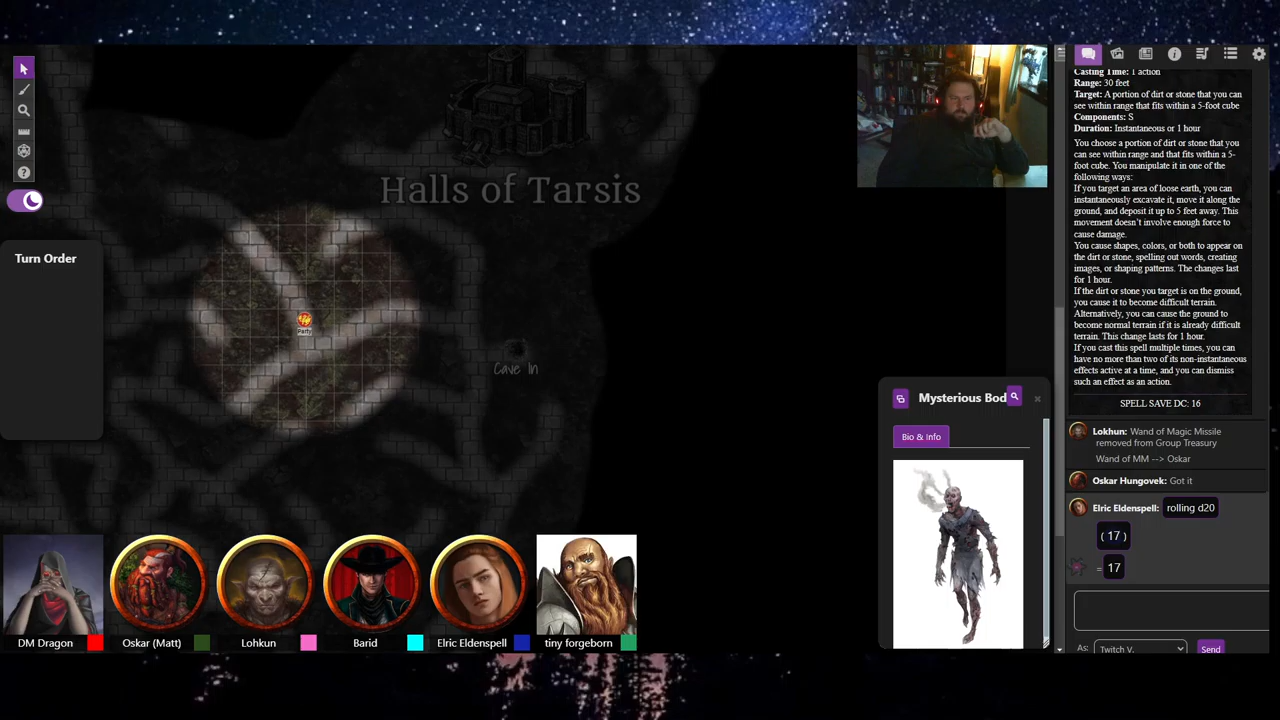 Halls of Tarsis
Turn Order
Party
Cave In
DM Dragon
Oskar (Matt)
Lohkun
Barid
Elric Eldenspell
tiny forgeborn
Mysterious Bod
Bio & Info
Casting Time: 1 action
Range: 30 feet
Target: A portion of dirt or stone that you can
see within range that fits within a 5-foot cube
Components: S
Duration: Instantaneous or 1 hour
You choose a portion of dirt or stone that you
can see within range and that fits within a 5-
foot cube. You manipulate it in one of the
following ways:
If you target an area of loose earth, you can
instantaneously excavate it, move it along the
ground, and deposit it up to 5 feet away. This
movement doesn't involve enough force to
cause damage.
You cause shapes, colors, or both to appear on
the dirt or stone, spelling out words, creating
images, or shaping patterns. The changes last
for 1 hour.
If the dirt or stone you target is on the ground,
you cause it to become difficult terrain.
Alternatively, you can cause the ground to
become normal terrain if it is already difficult
terrain. This change lasts for 1 hour.
If you cast this spell multiple times, you can
have no more than two of its non-instantaneous
effects active at a time, and you can dismiss
such an effect as an action.
SPELL SAVE DC: 16
Lokhun: Wand of Magic Missile
removed from Group Treasury
Wand of MM --> Oskar
Oskar Hungovek: Got it
Elric Eldenspell: rolling d20
( 17 )
= 17
As: Twitch V. Send